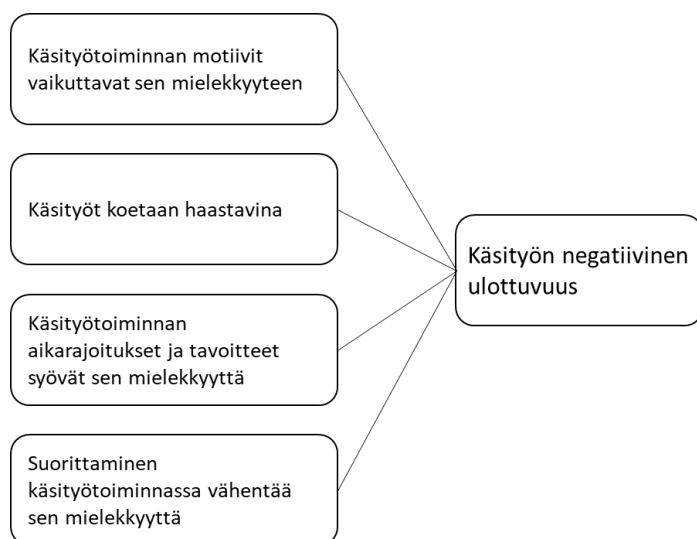 Käsityötoiminnan motiivit
vaikuttavat sen mielekkyyteen
Käsityöt koetaan haastavina
Käsityötoiminnan
aikarajoitukset ja tavoitteet
syövät sen mielekkyyttä
Suorittaminen
käsityötoiminnassa vähentää
sen mielekkyyttä
Käsityön negatiivinen
ulottuvuus